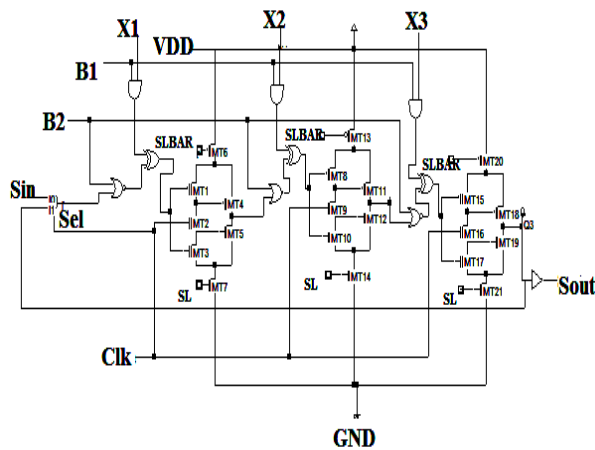 X1
X2
X3
VDD
B1
B2
SLBAR
MT6
SLBAR
MT13
SLBAR
MT20
MT1
MT4
MT2
MT5
MT3
MT7
SL
MT8
MT11
MT9
MT12
MT10
MT14
SL
MT15
MT18
MT16
MT19
MT17
MT21
SL
Q3
Sin
I0
I1
Sel
Sout
Clk
GND